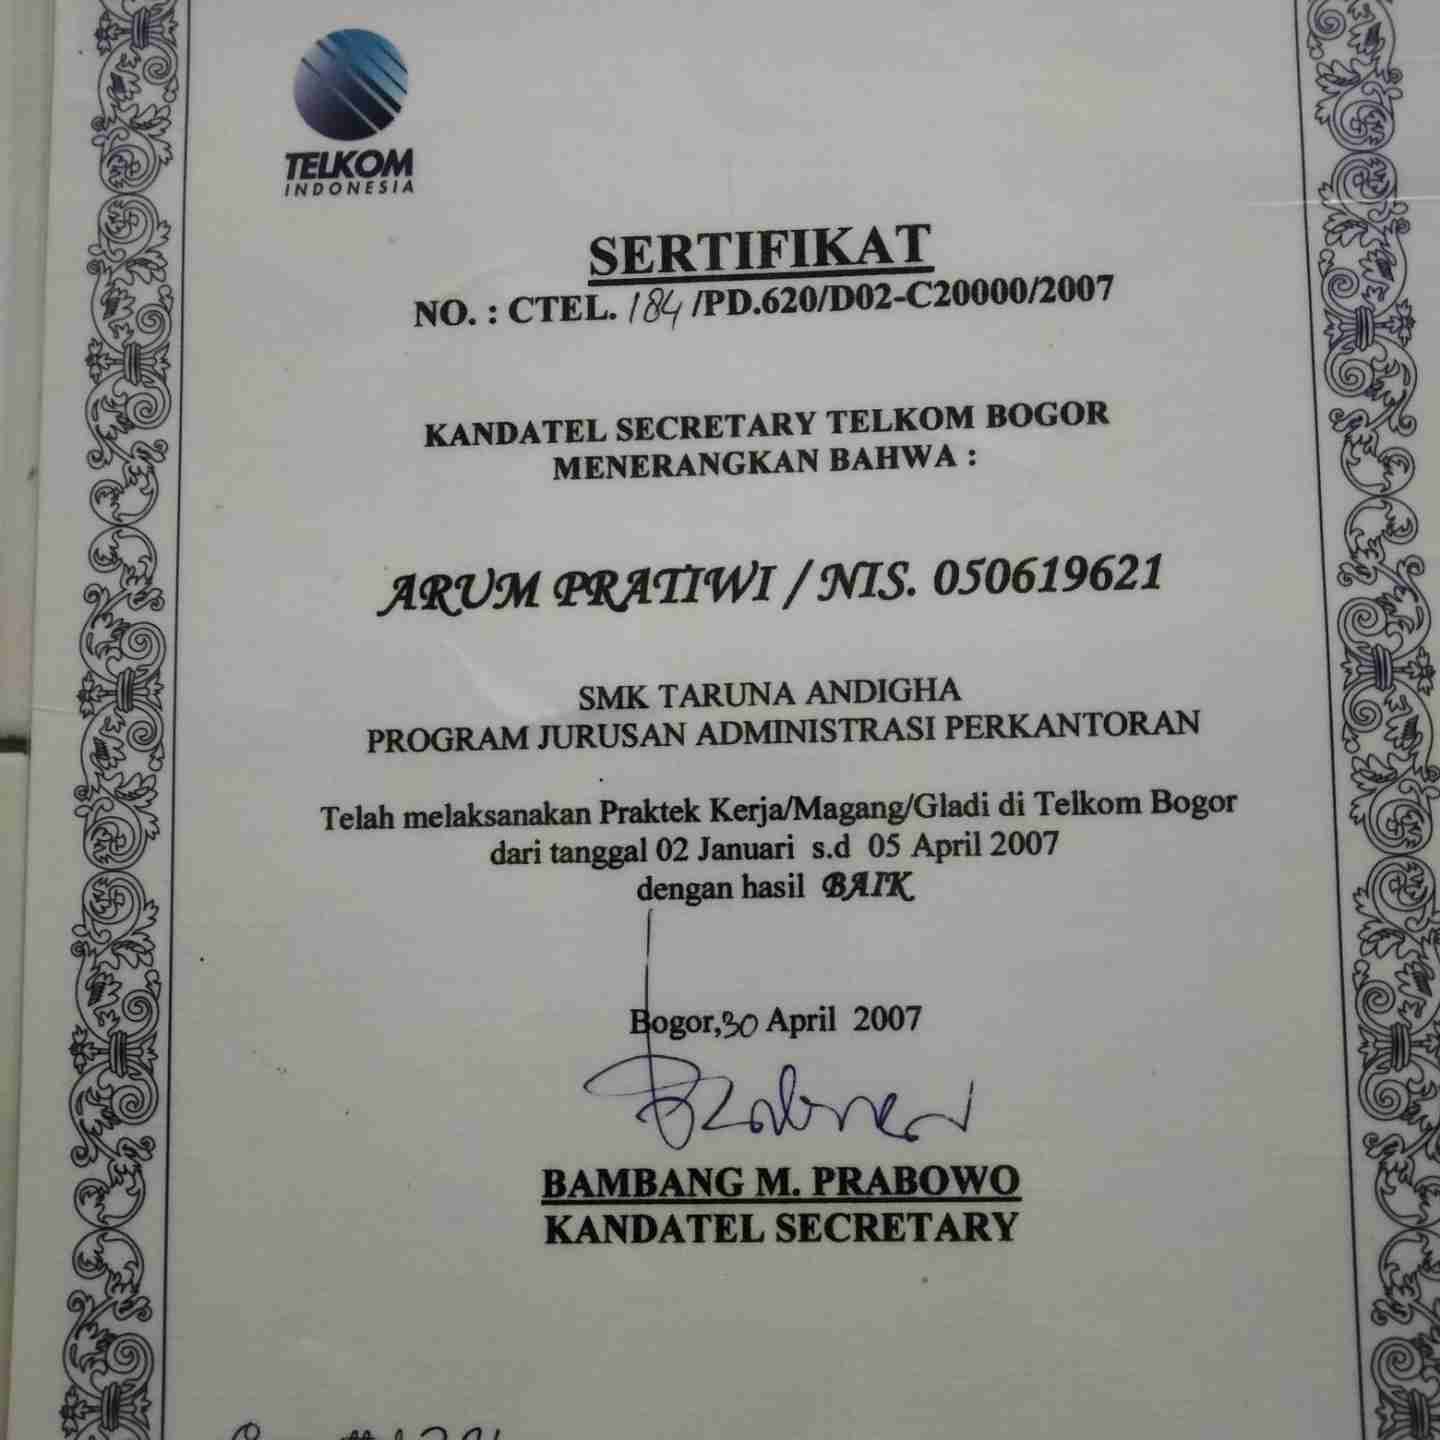 TELKOM
INDONESIA
SERTIFIKAT
NO. : CTEL. 184 /PD.620/D02-C20000/2007
KANDATEL SECRETARY TELKOM BOGOR
MENERANGKAN BAHWA :
ARUM PRATIWI / NIS. 050619621
SMK TARUNA ANDIGHA
PROGRAM JURUSAN ADMINISTRASI PERKANTORAN
Telah melaksanakan Praktek Kerja/Magang/Gladi di Telkom Bogor
dari tanggal 02 Januari s.d 05 April 2007
dengan hasil BAIK
Bogor,30 April 2007
BAMBANG M. PRABOWO
KANDATEL SECRETARY